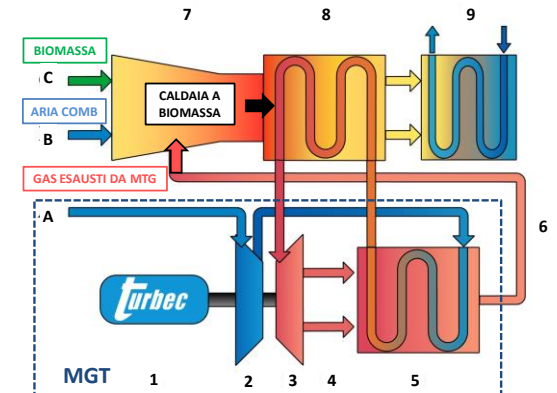 7 8 9
BIOMASSA
C
CALDAIA A
BIOMASSA
ARIA COMB
B
GAS ESAUSTI DA MTG
A
6
turbec
MGT 1 2 3 4 5